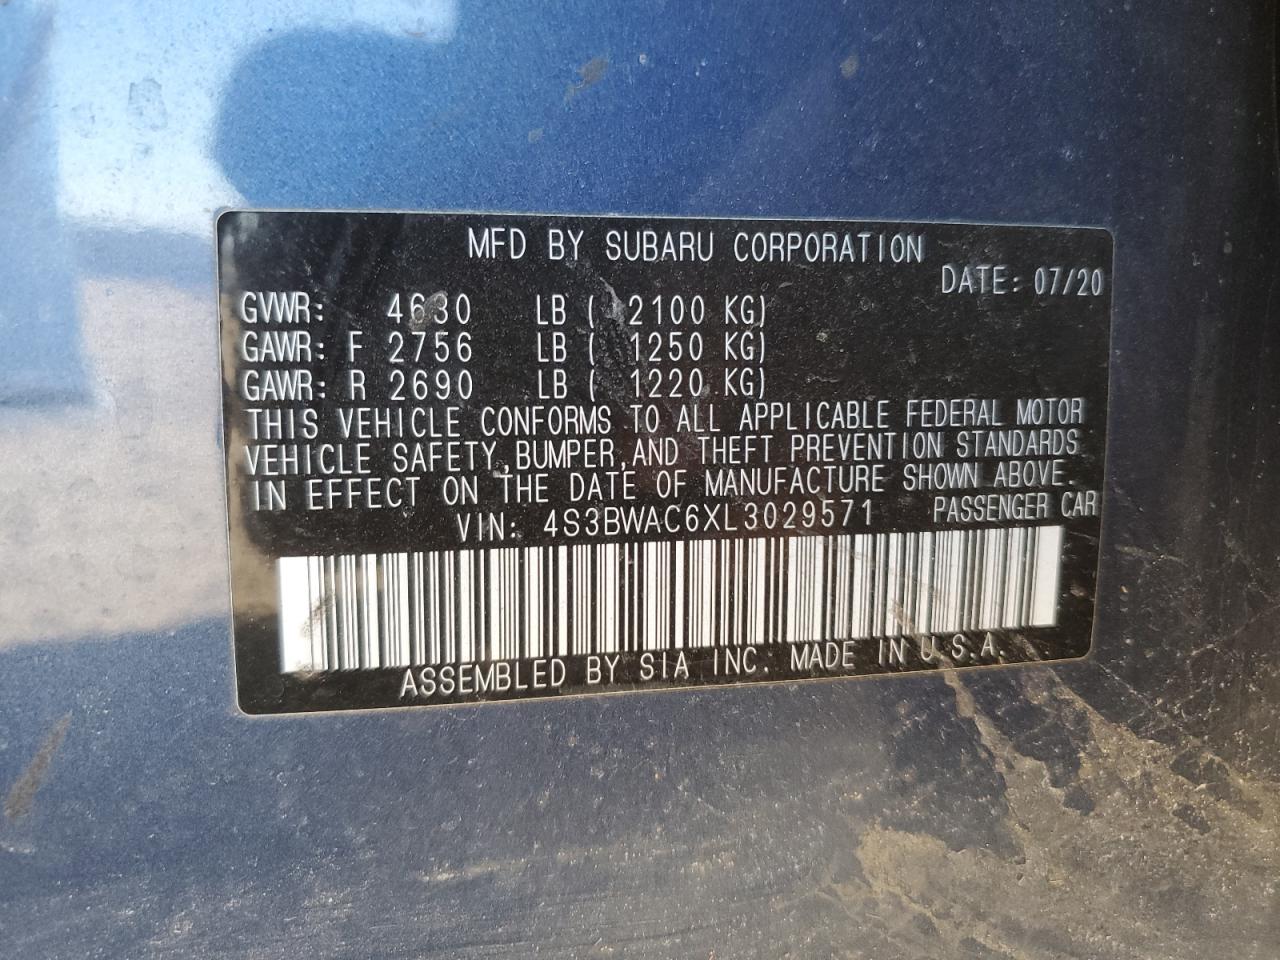 MFD BY SUBARU CORPORATION
DATE: 07/20
GVWR: 4630 LB ( 2100 KG)
GAWR: F 2756 LB ( 1250 KG)
GAWR: R 2690 LB ( 1220 KG)
THIS VEHICLE CONFORMS TO ALL APPLICABLE FEDERAL MOTOR
VEHICLE SAFETY,BUMPER,AND THEFT PREVENTION STANDARDS
IN EFFECT ON THE DATE OF MANUFACTURE SHOWN ABOVE.
VIN: 4S3BWAC6XL3029571 PASSENGER CAR
ASSEMBLED BY SIA INC. MADE IN U.S.A.